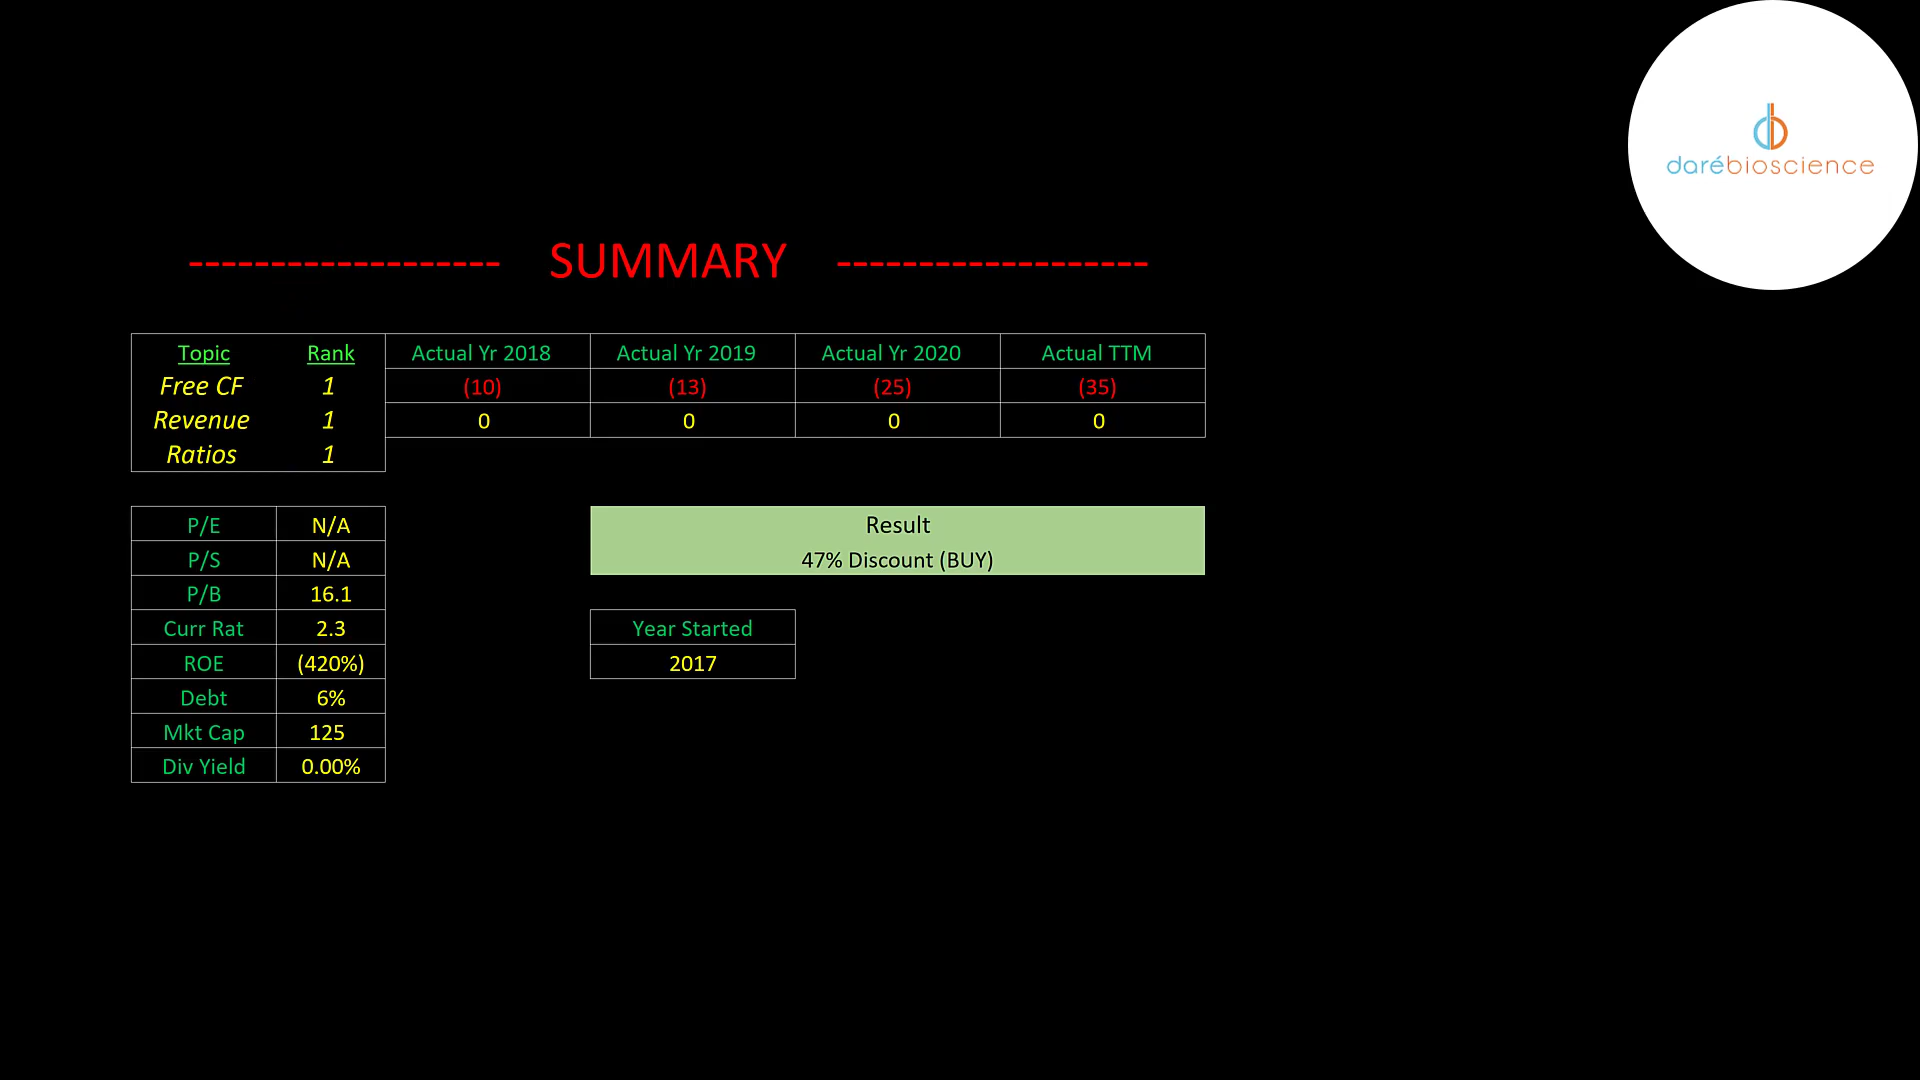 darébioscience
------------------- SUMMARY -------------------
Topic Rank Actual Yr 2018 Actual Yr 2019 Actual Yr 2020 Actual TTM
Free CF 1 (10) (13) (25) (35)
Revenue 1 0 0 0 0
Ratios 1
P/E N/A
P/S N/A
P/B 16.1
Curr Rat 2.3
ROE (420%)
Debt 6%
Mkt Cap 125
Div Yield 0.00%
Result
47% Discount (BUY)
Year Started
2017